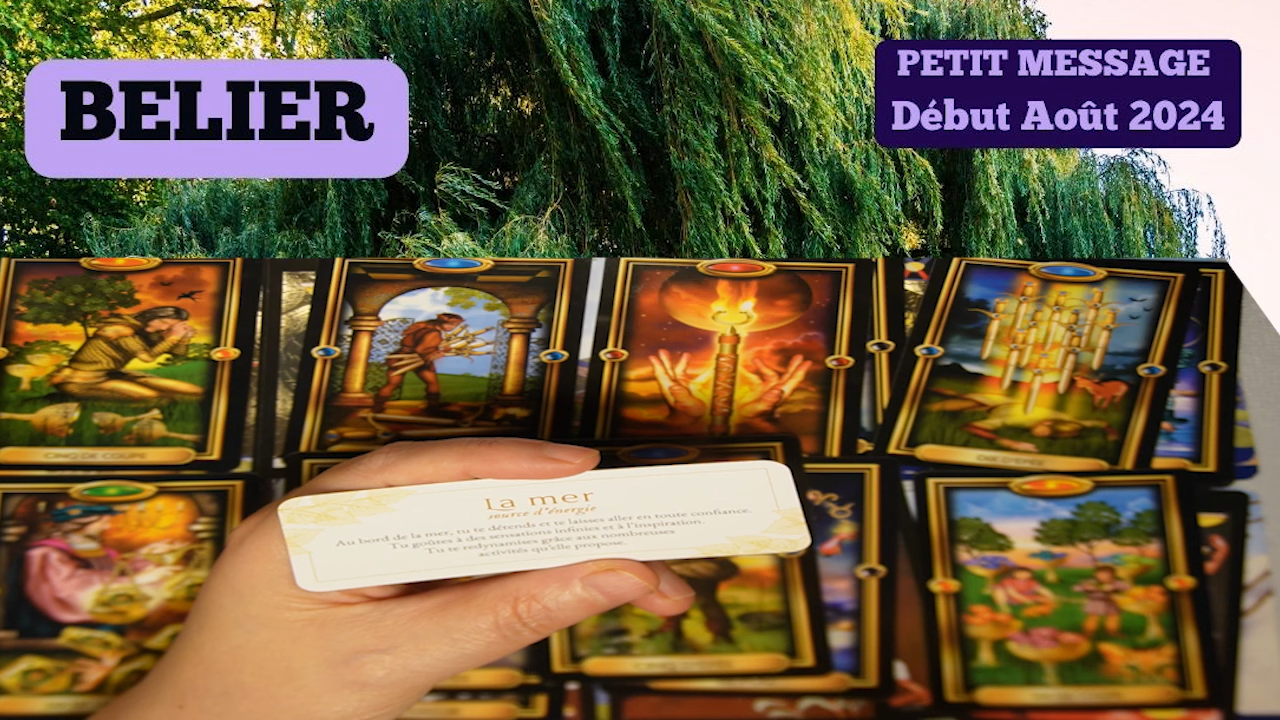 BELIER
PETIT MESSAGE
Début Août 2024
CINQ DE COUPE
La mer
source d'énergie
Au bord de la mer, tu te détends et te laisses aller en toute confiance.
Tu goûtes à des sensations infinies et à l'inspiration.
Tu te redynamises grâce aux nombreuses
activités qu'elle propose.